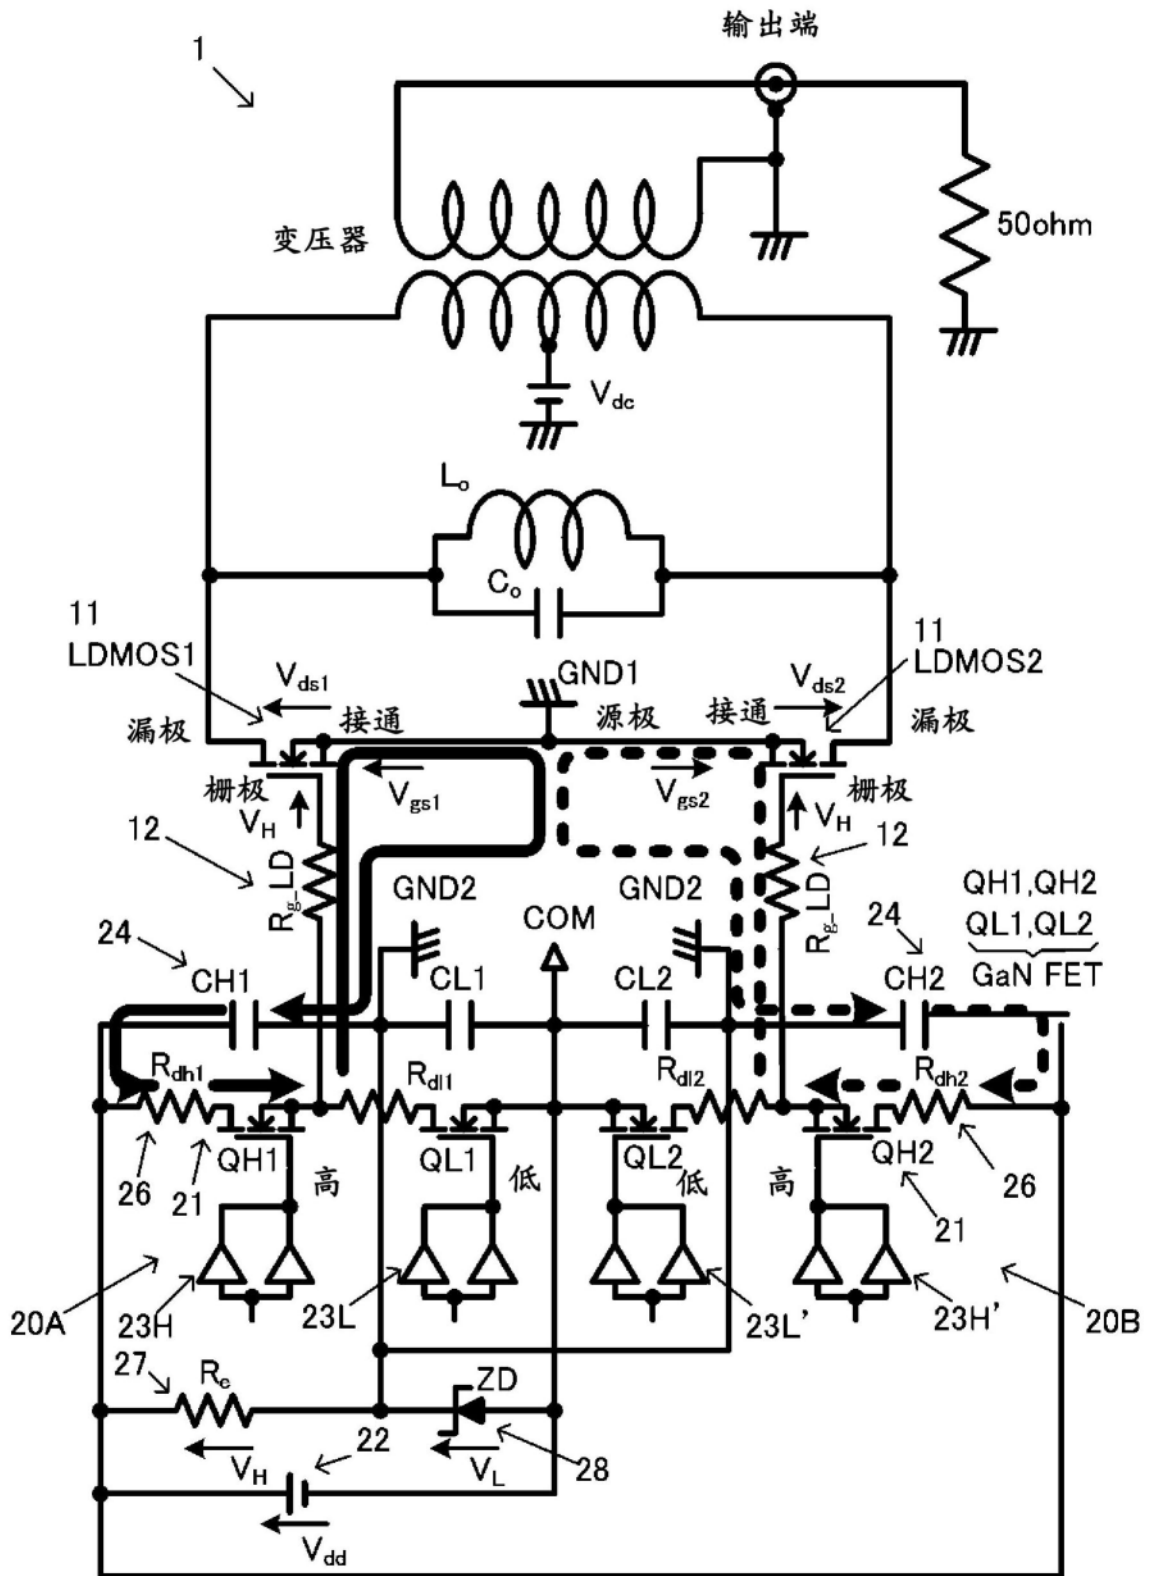 输出端
1
变压器
50ohm
Vdc
Lo
Co
11
LDMOS1
GND1
11
LDMOS2
Vds1
Vds2
漏极
接通
源极
接通
漏极
栅极
Vgs1
Vgs2
栅极
VH
VH
12
12
Rg_LD
Rg_LD
GND2
GND2
COM
QH1,QH2
QL1,QL2
GaN FET
24
24
CH1
CL1
CL2
CH2
Rdh1
Rdl1
Rdl2
Rdh2
QH1
QL1
QL2
QH2
26
21
高
低
低
高
21
26
20A
23H
23L
23L'
23H'
20B
27
Rc
ZD
22
28
VH
VL
Vdd